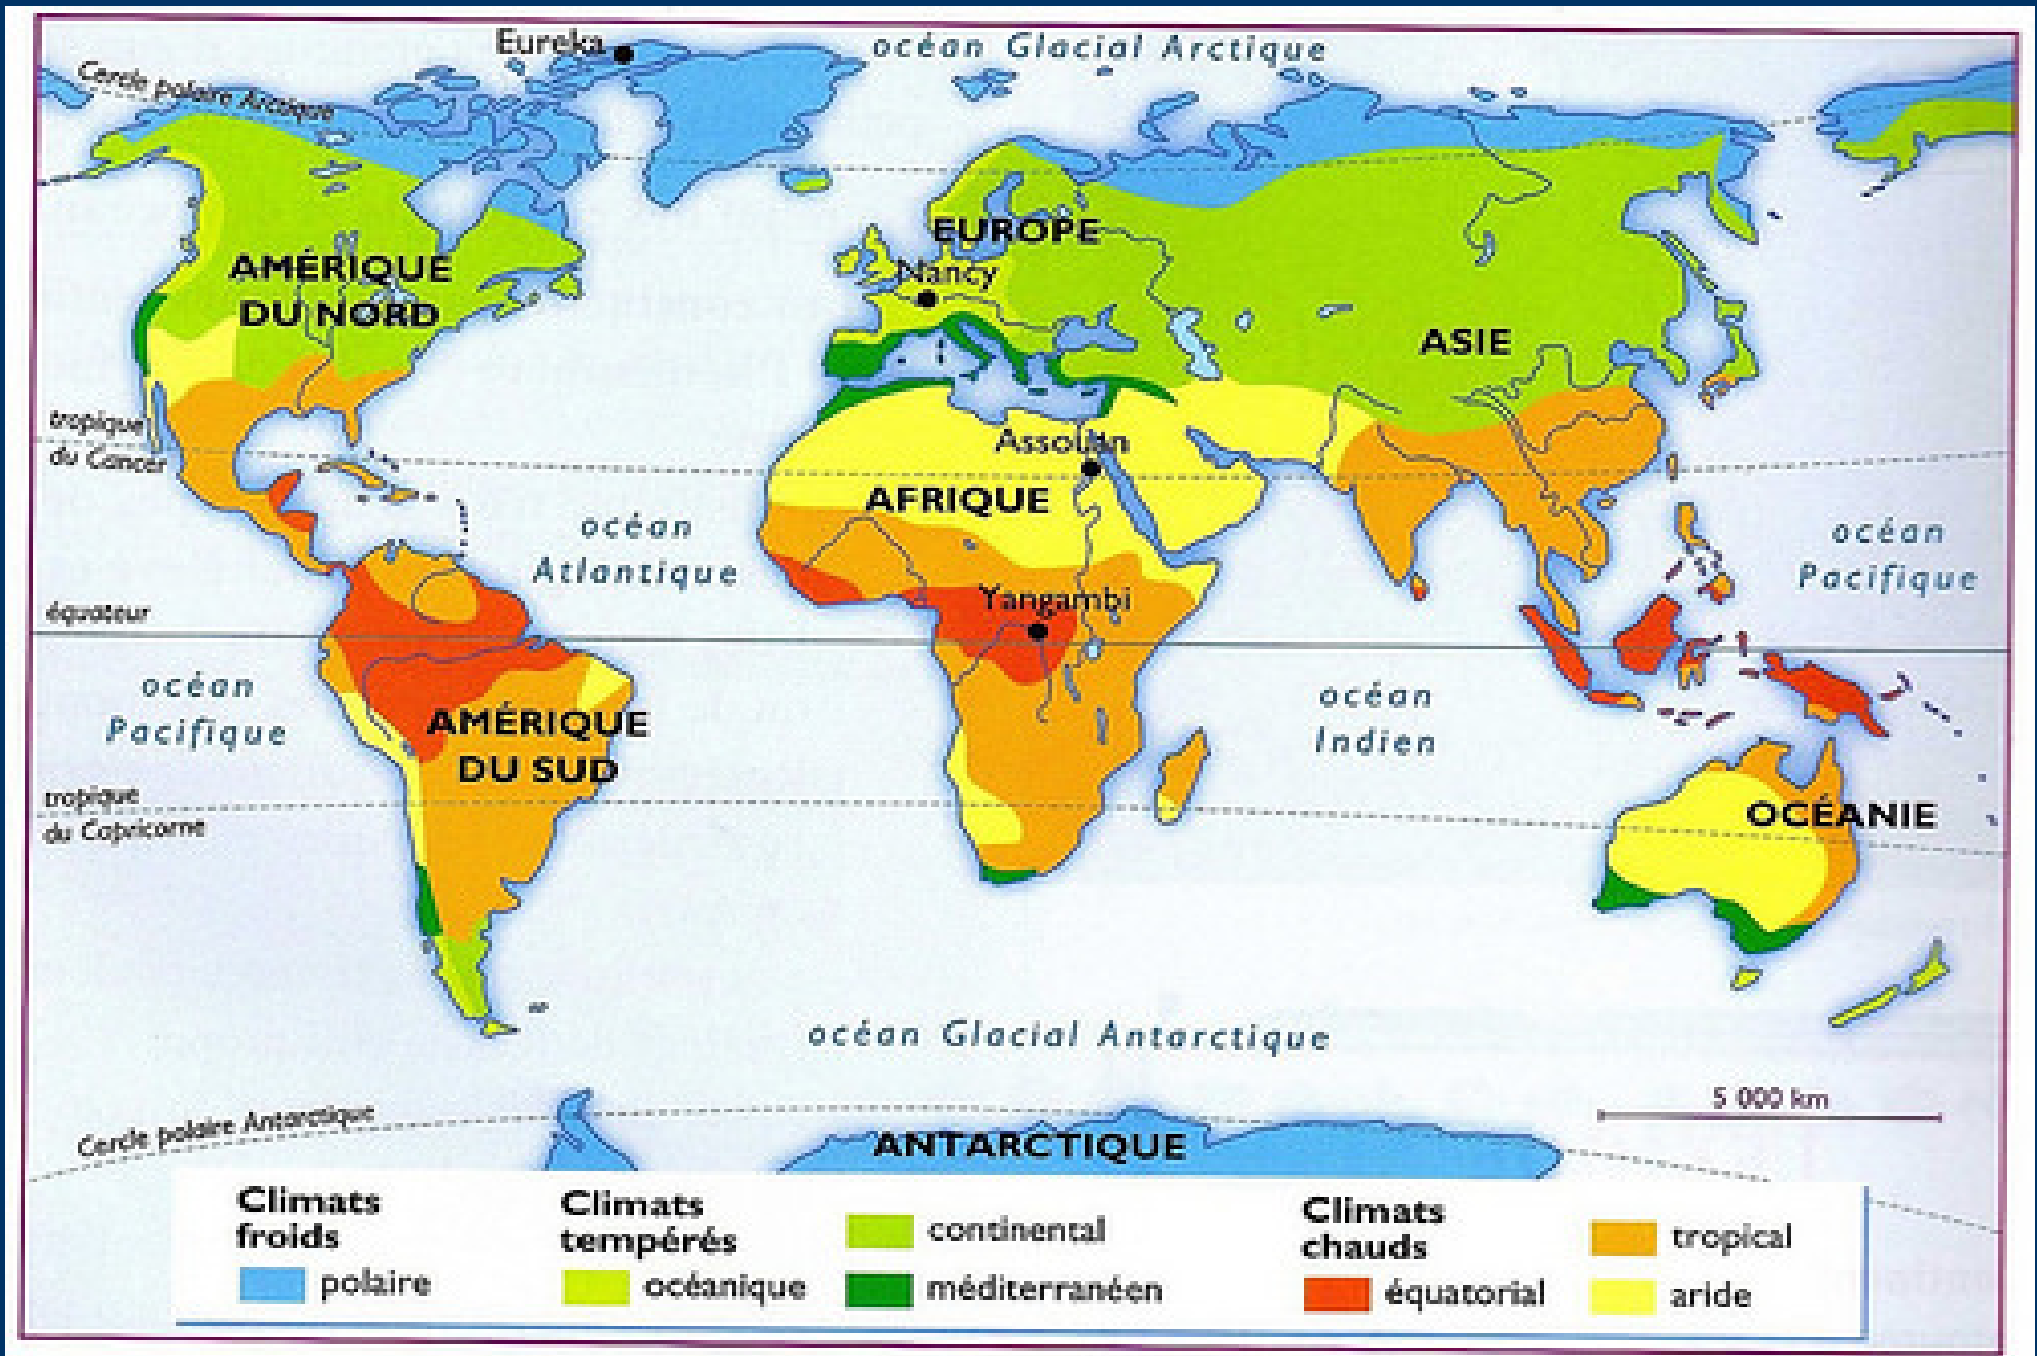 Eureka
océan Glacial Arctique
Cercle polaire Arctique
EUROPE
Nancy
AMÉRIQUE
DU NORD
ASIE
tropique
du Cancer
Assouan
AFRIQUE
océan
Atlantique
océan
Pacifique
équateur
Yangambi
océan
Pacifique
océan
Indien
AMÉRIQUE
DU SUD
tropique
du Capricorne
OCÉANIE
océan Glacial Antarctique
5 000 km
Cercle polaire Antarctique
ANTARCTIQUE
Climats
froids
polaire
Climats
tempérés
océanique
continental
méditerranéen
Climats
chauds
équatorial
tropical
aride